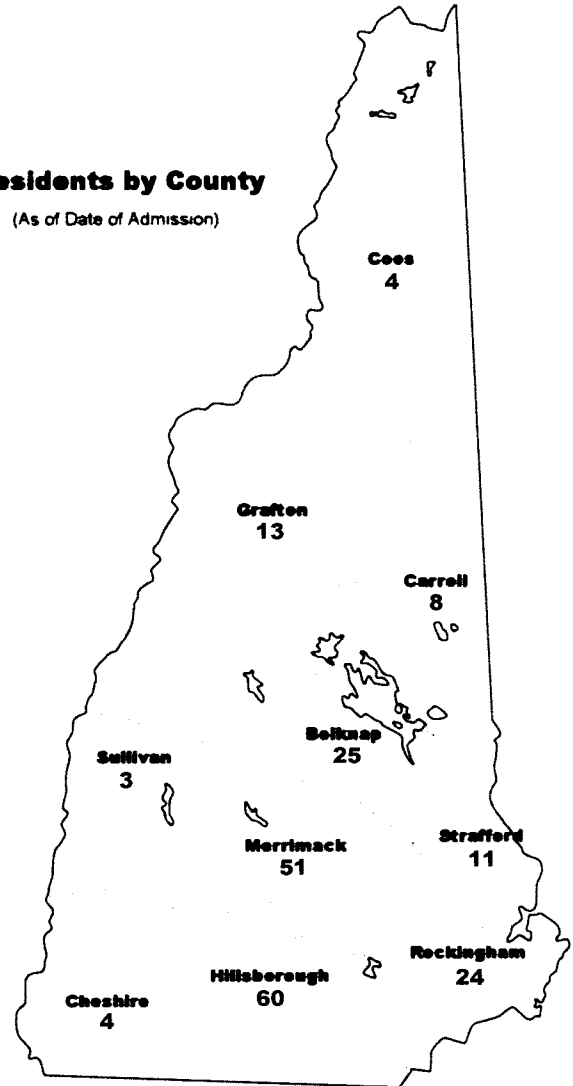 esidents by County
(As of Date of Admission)
Coos
4
Grafton
13
Carroll
8
Belknap
25
Sullivan
3
Merrimack
51
Strafford
11
Rockingham
24
Hillsborough
60
Cheshire
4